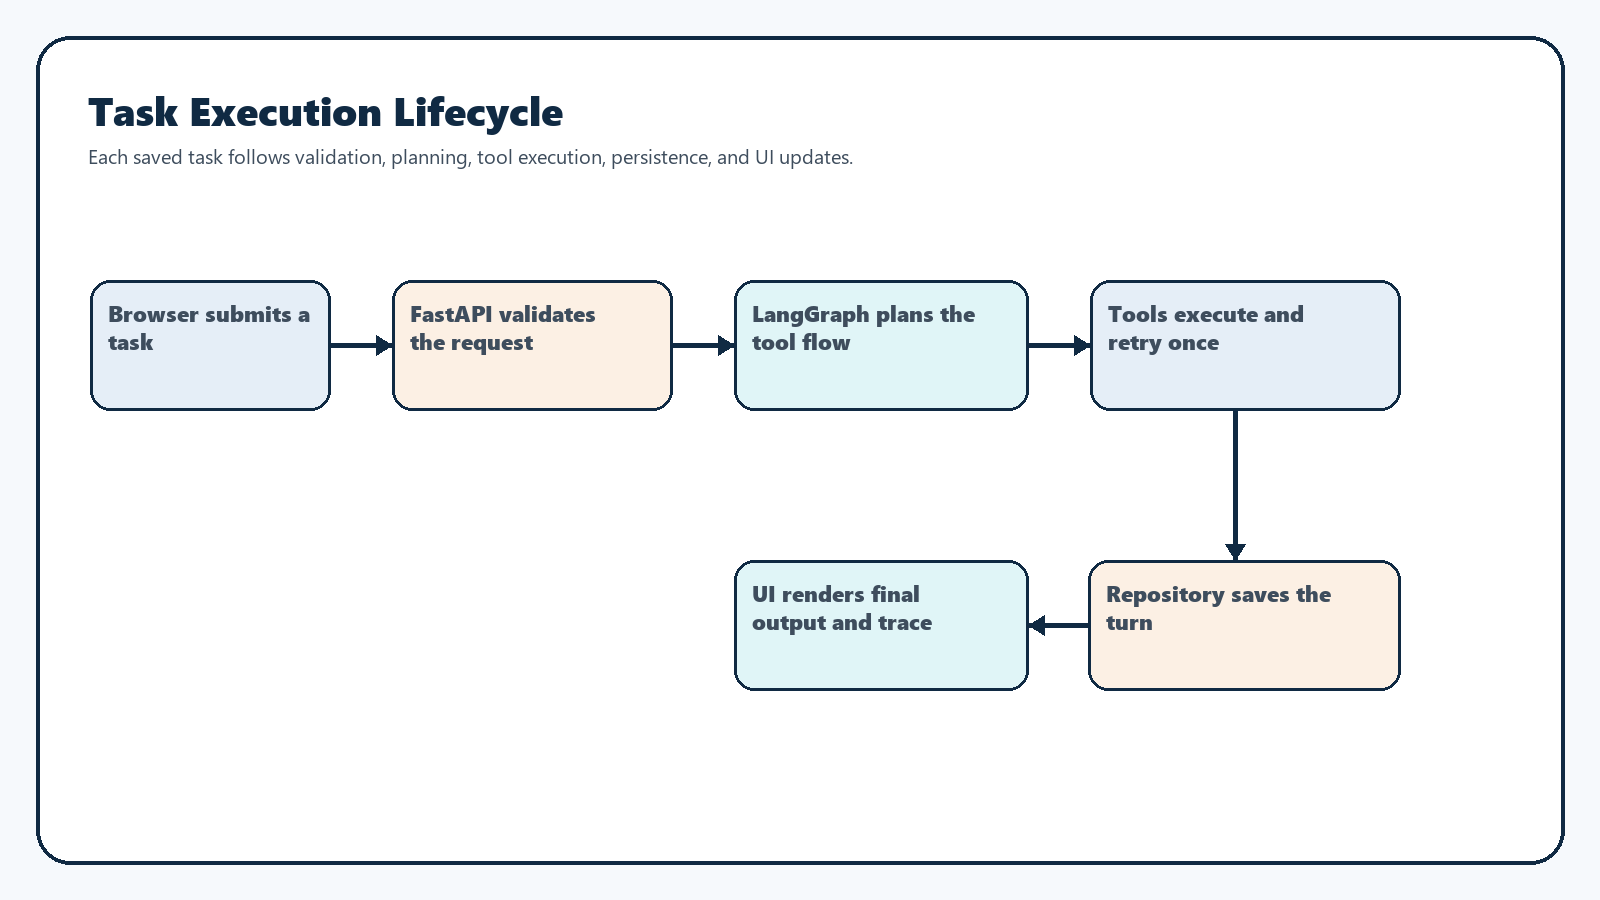 Task Execution Lifecycle
Each saved task follows validation, planning, tool execution, persistence, and UI updates.
Browser submits a
task
FastAPI validates
the request
LangGraph plans the
tool flow
Tools execute and
retry once
UI renders final
output and trace
Repository saves the
turn